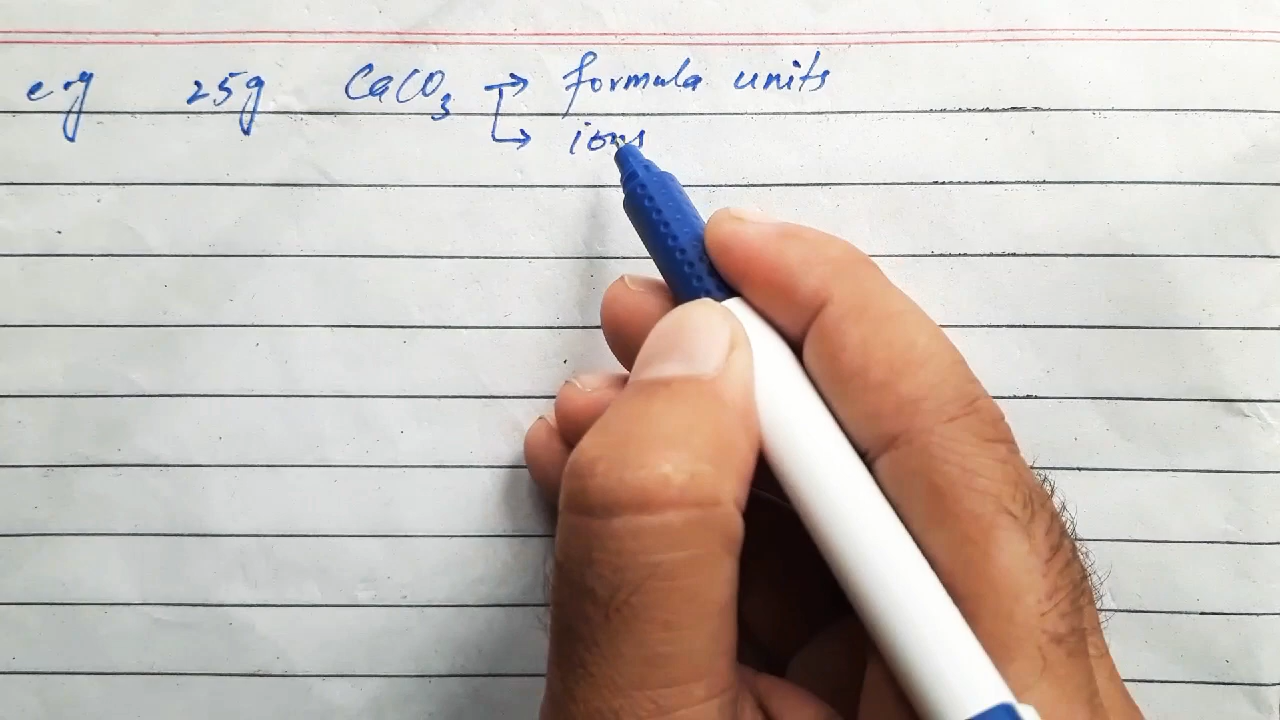 eg 25g CaCO₃ → formula units
↳ ions